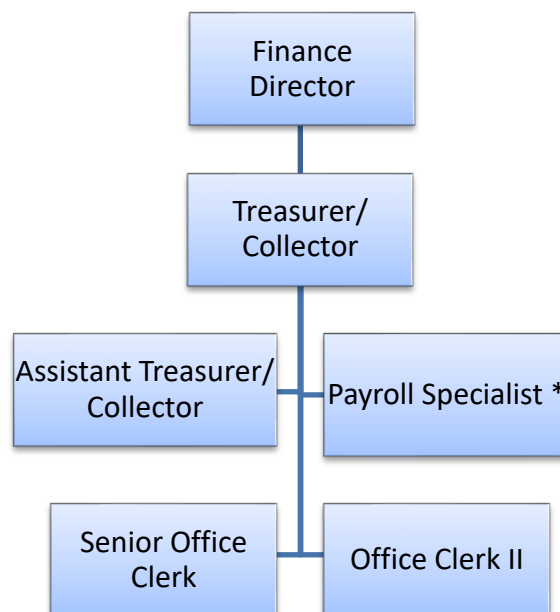 Finance
Director
Treasurer/
Collector
Assistant Treasurer/
Collector
Payroll Specialist *
Senior Office
Clerk
Office Clerk II